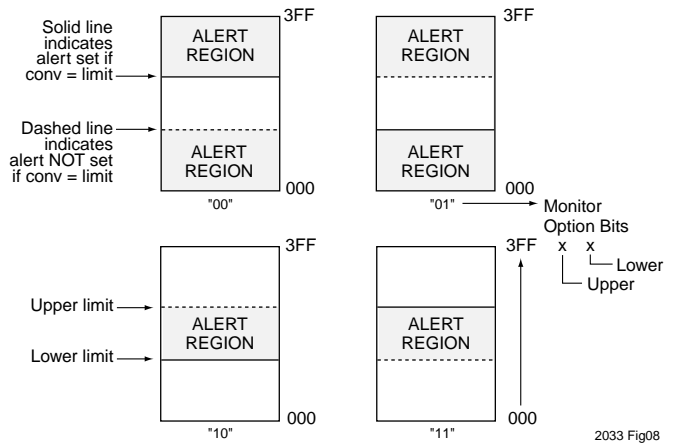 Solid line
indicates
alert set if
conv = limit
Dashed line
indicates
alert NOT set
if conv = limit
3FF
ALERT
REGION
ALERT
REGION
000
"00"
3FF
ALERT
REGION
ALERT
REGION
000
"01"
Monitor
Option Bits
x x
Lower
Upper
Upper limit
Lower limit
3FF
ALERT
REGION
000
"10"
3FF
ALERT
REGION
000
"11"
2033 Fig08